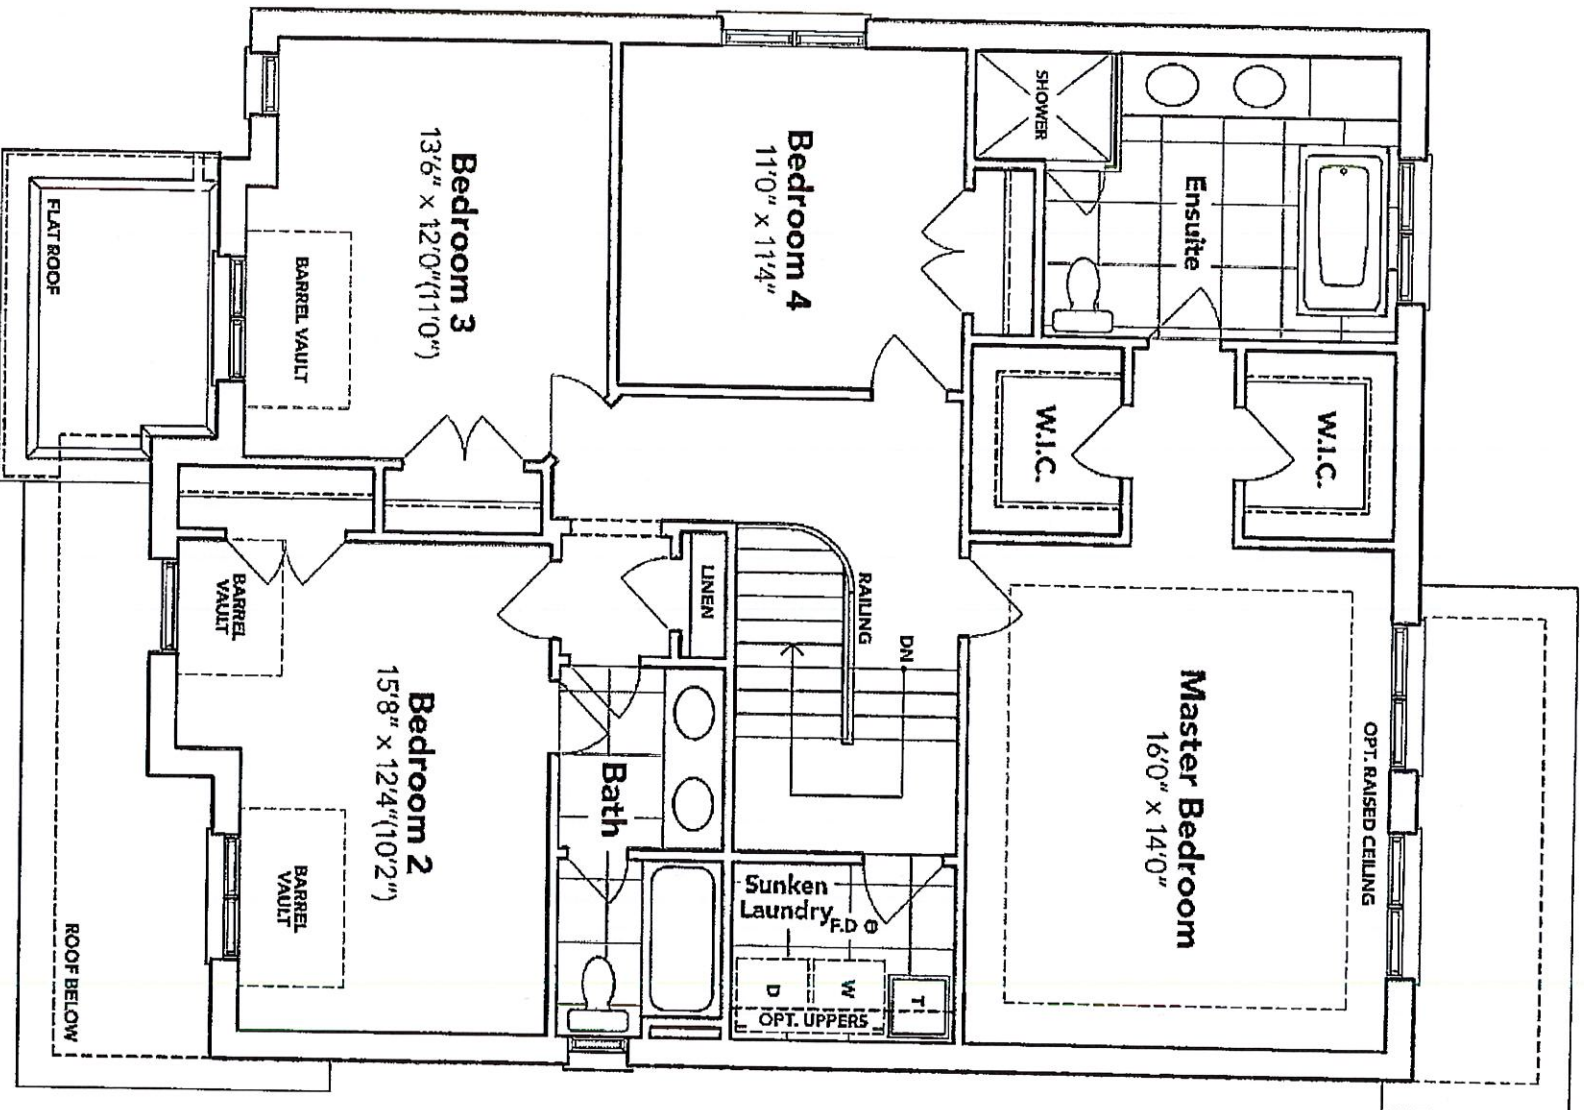 OPT. RAISED CEILING
Master Bedroom
16'0" x 14'0"
Ensuite
W.I.C.
W.I.C.
SHOWER
DN
RAILING
Bedroom 4
11'0" x 11'4"
LINEN
Sunken
Laundry
F.D
W
D
T
OPT. UPPERS
Bath
Bedroom 3
13'6" x 12'0"(11'0")
BARREL VAULT
Bedroom 2
15'8" x 12'4"(10'2")
BARREL
VAULT
BARREL
VAULT
FLAT ROOF
ROOF BELOW